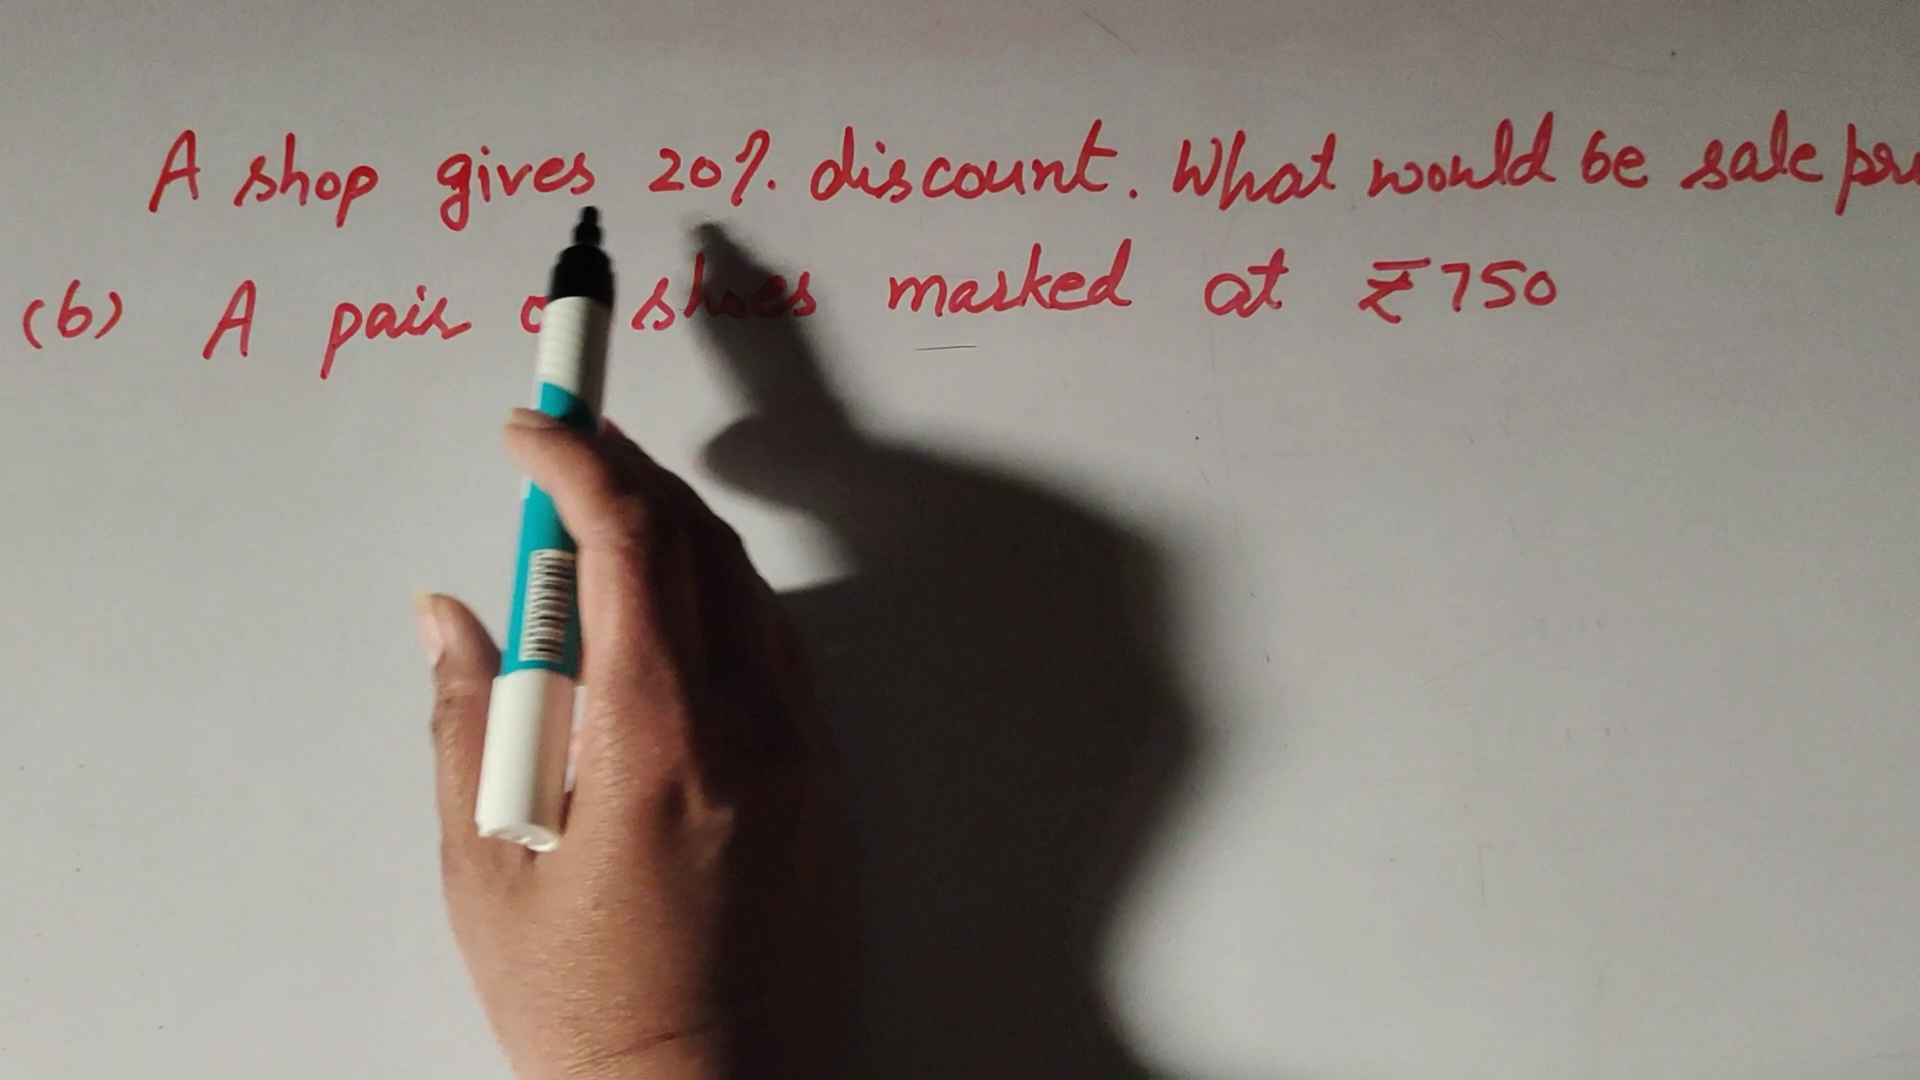 A shop gives 20% discount. What would be sale
(b) A pair shoes marked at ₹750